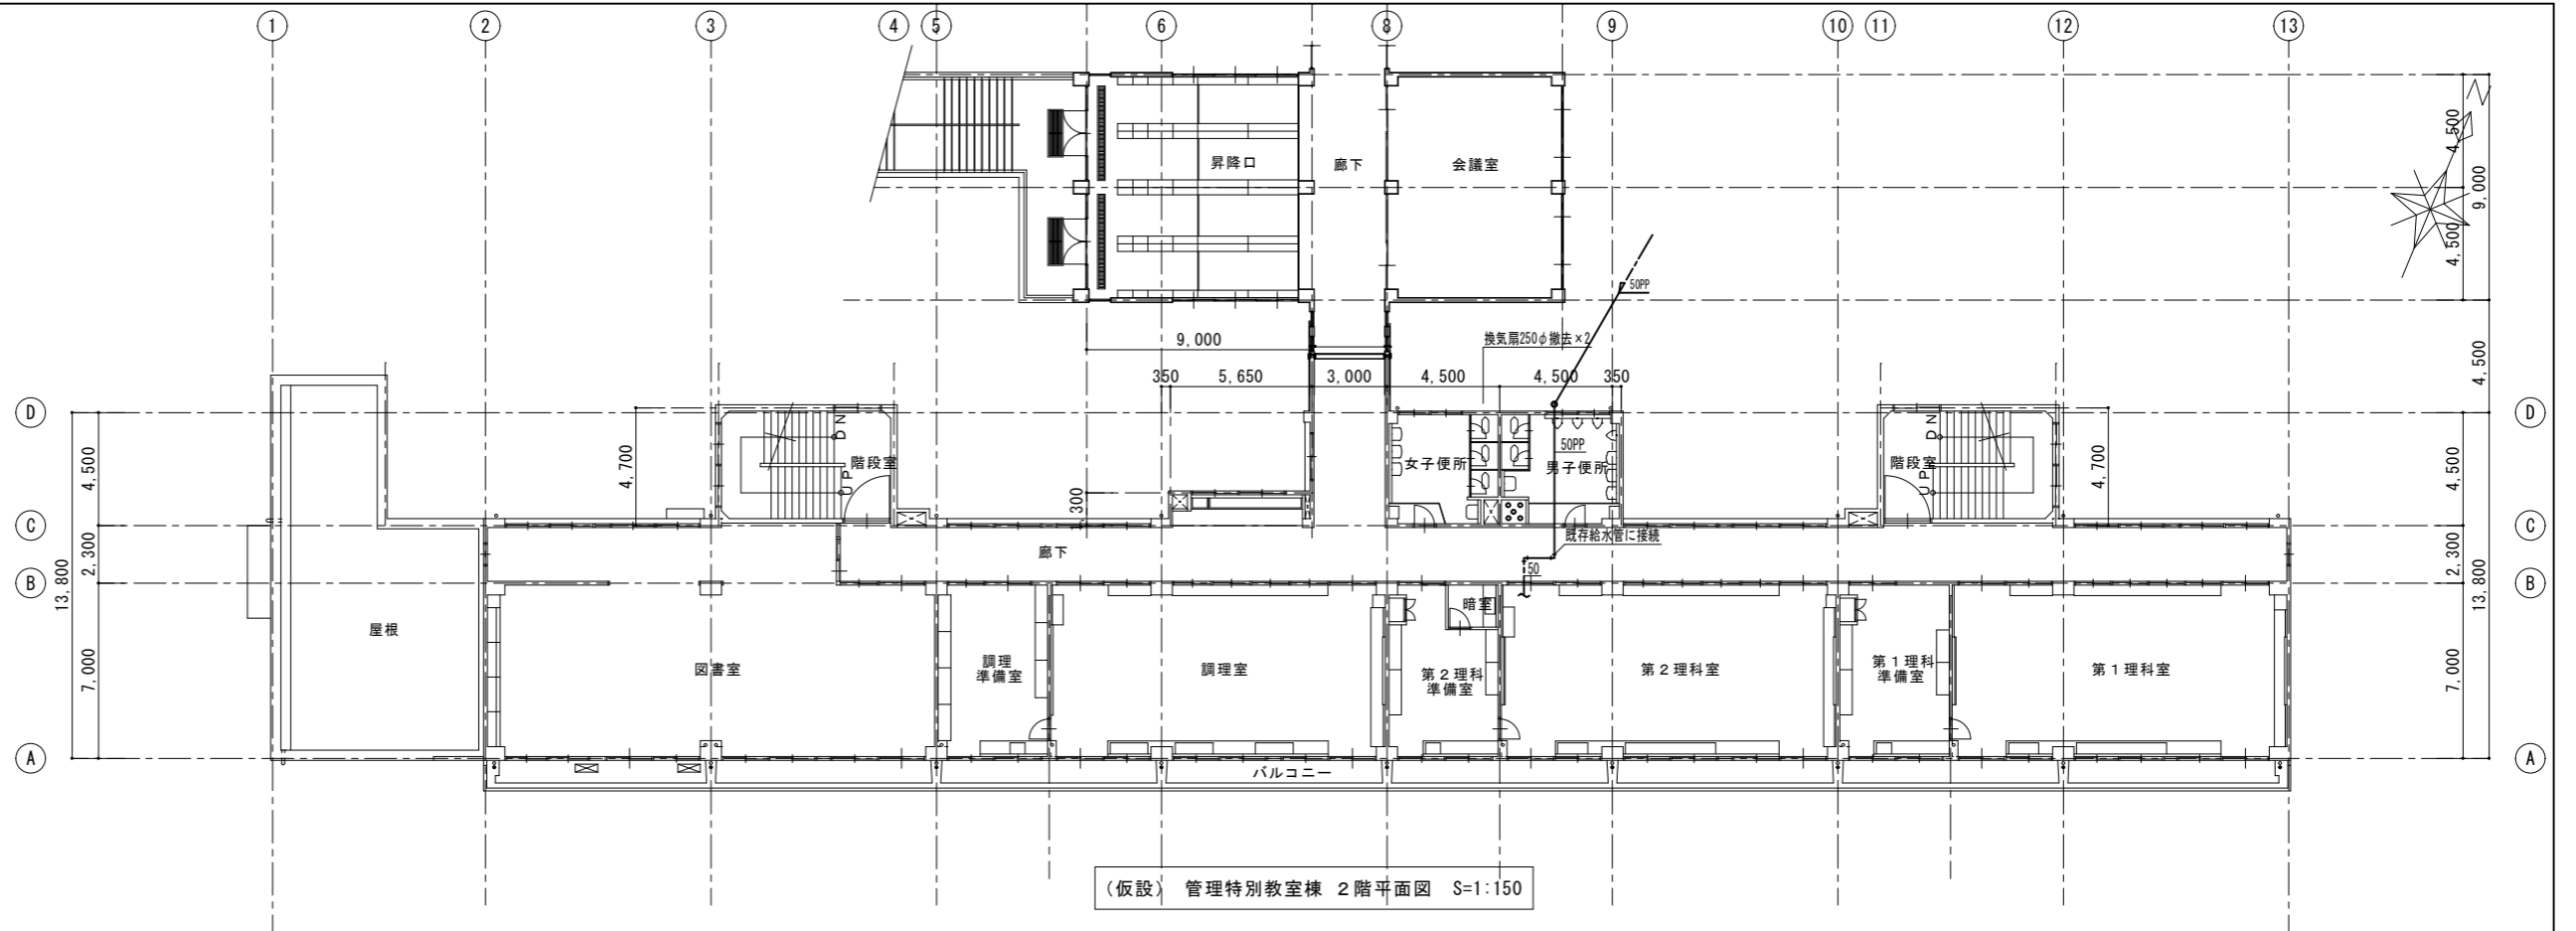 1 2 3 4 5 6 8 9 10 11 12 13
4,500
9,000
4,500
昇降口 廊下 会議室
50PP
換気扇250φ撤去×2
9,000
350 5,650 3,000 4,500 4,500 350
4,500
D D
4,700
4,500
UP
DN
階段室
1,300
女子便所
50PP
男子便所
階段室
UP
DN
4,700
4,500
C C
既存給水管に接続
廊下
2,300
50
2,300
B B
13,800
13,800
屋根
図書室
調理
準備室
調理室
暗室
第2理科
準備室
第2理科室
第1理科
準備室
第1理科室
7,000
7,000
A A
バルコニー
(仮設) 管理特別教室棟 2階平面図 S=1:150